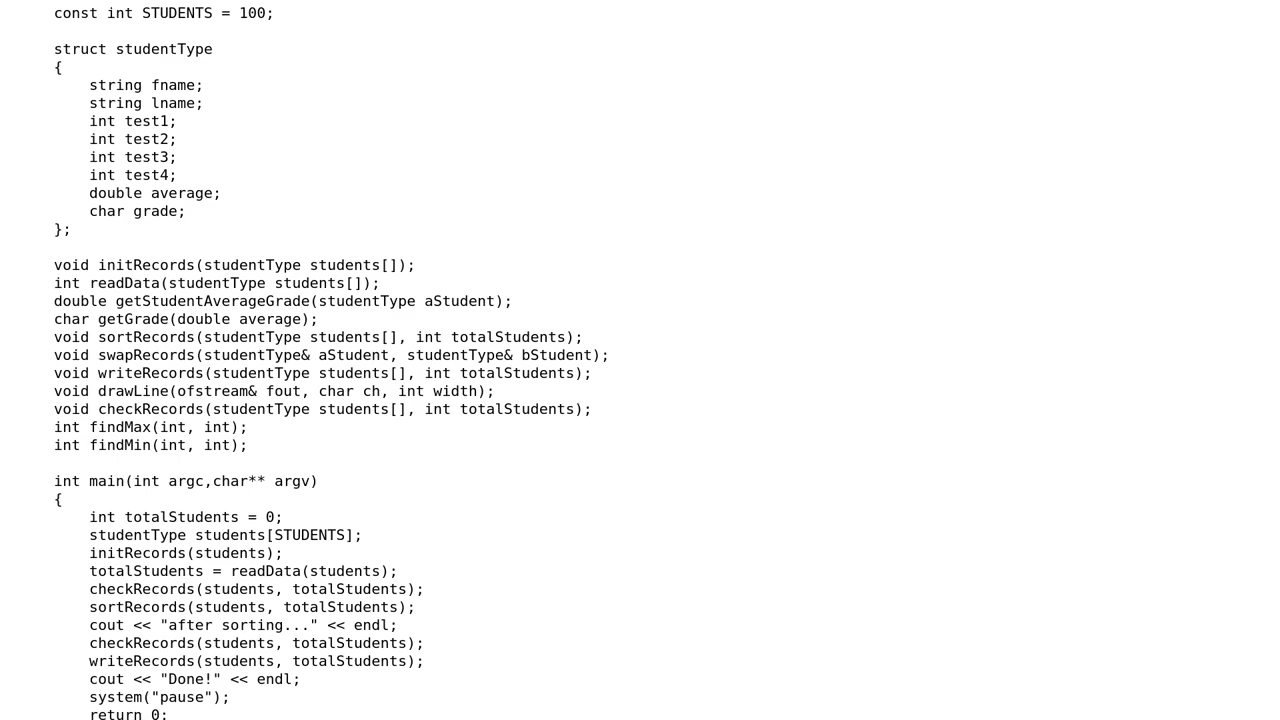 const int STUDENTS = 100;
struct studentType
{
string fname;
string lname;
int test1;
int test2;
int test3;
int test4;
double average;
char grade;
};
void initRecords(studentType students[]);
int readData(studentType students[]);
double getStudentAverageGrade(studentType aStudent);
char getGrade(double average);
void sortRecords(studentType students[], int totalStudents);
void swapRecords(studentType& aStudent, studentType& bStudent);
void writeRecords(studentType students[], int totalStudents);
void drawLine(ofstream& fout, char ch, int width);
void checkRecords(studentType students[], int totalStudents);
int findMax(int, int);
int findMin(int, int);
int main(int argc,char** argv)
{
int totalStudents = 0;
studentType students[STUDENTS];
initRecords(students);
totalStudents = readData(students);
checkRecords(students, totalStudents);
sortRecords(students, totalStudents);
cout << "after sorting..." << endl;
checkRecords(students, totalStudents);
writeRecords(students, totalStudents);
cout << "Done!" << endl;
system("pause");
return 0;